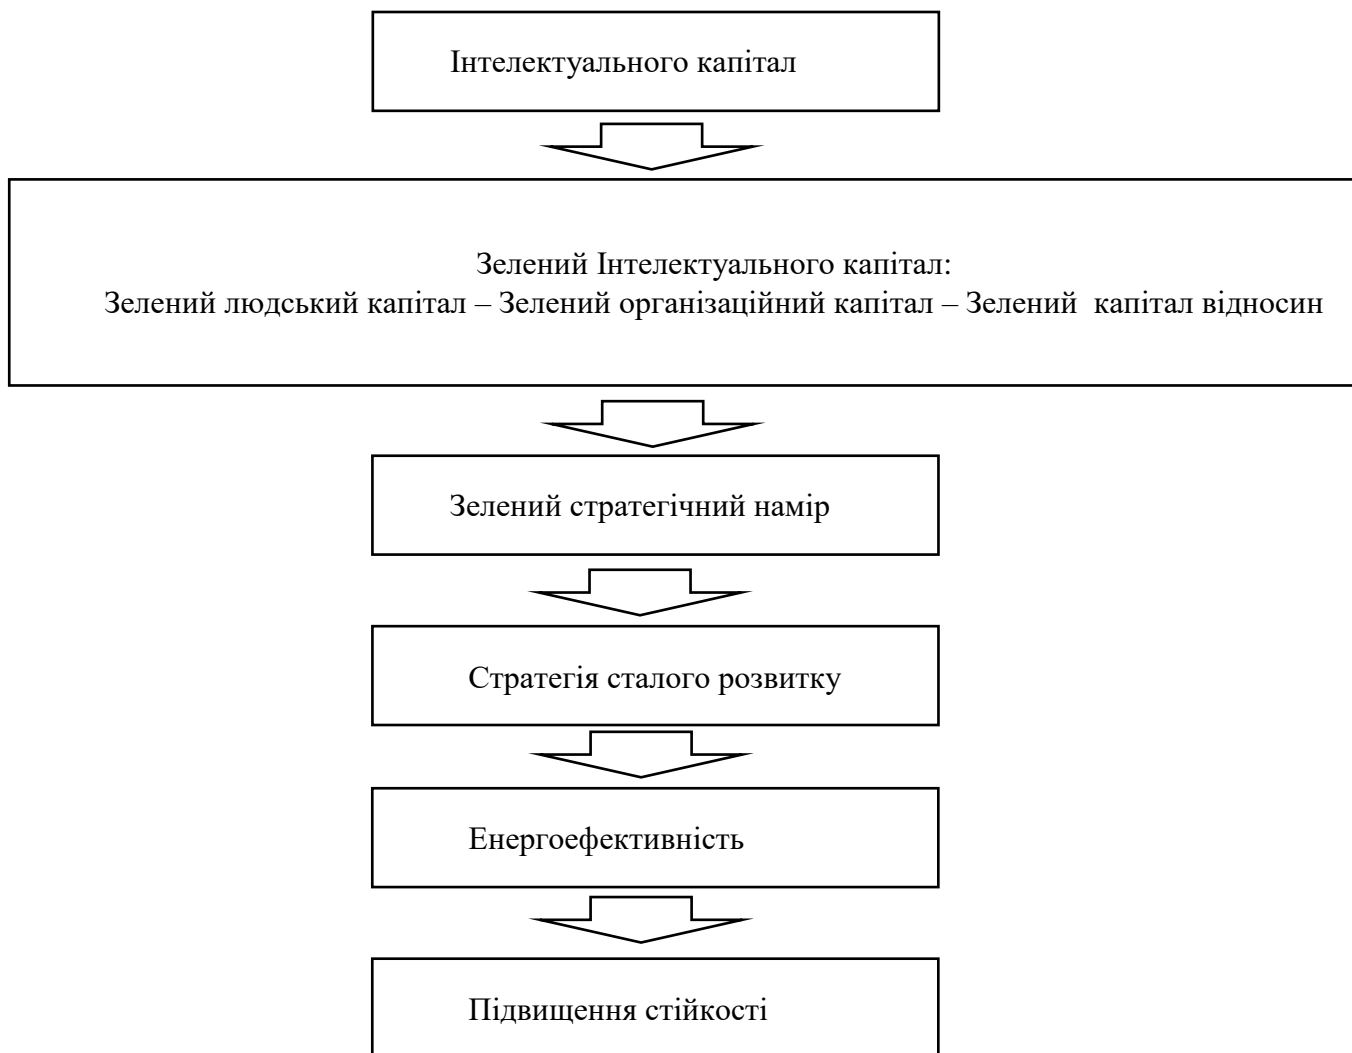 Інтелектуального капітал
Зелений Інтелектуального капітал:
Зелений людський капітал – Зелений організаційний капітал – Зелений  капітал відносин
Зелений стратегічний намір
Стратегія сталого розвитку
Енергоефективність
Підвищення стійкості